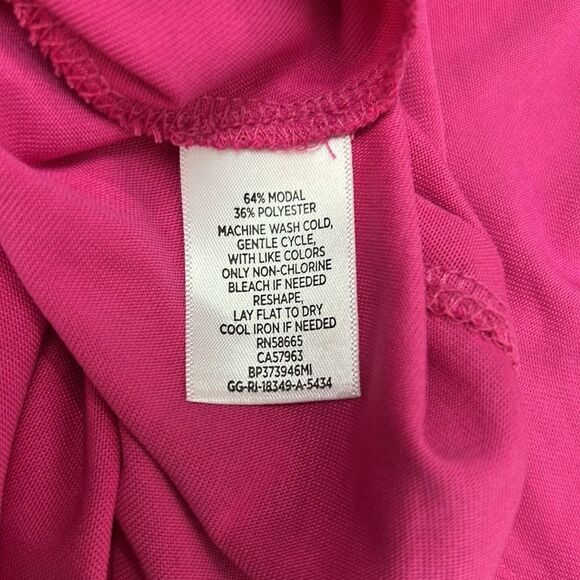 64% MODAL
36% POLYESTER
MACHINE WASH COLD,
GENTLE CYCLE,
WITH LIKE COLORS
ONLY NON-CHLORINE
BLEACH IF NEEDED
RESHAPE,
LAY FLAT TO DRY
COOL IRON IF NEEDED
RN58665
CA57963
BP373946MI
GG-RJ-18349-A-5434